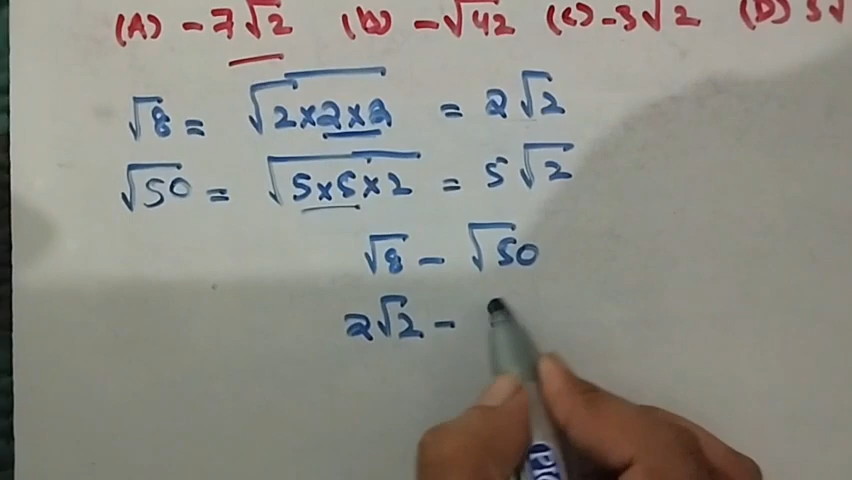 (A) -7√2 (B) -√42 (C) -3√2 (D) 3√
√8 = √2×2×2 = 2√2
√50 = √5×5×2 = 5√2
√8 - √50
2√2 -